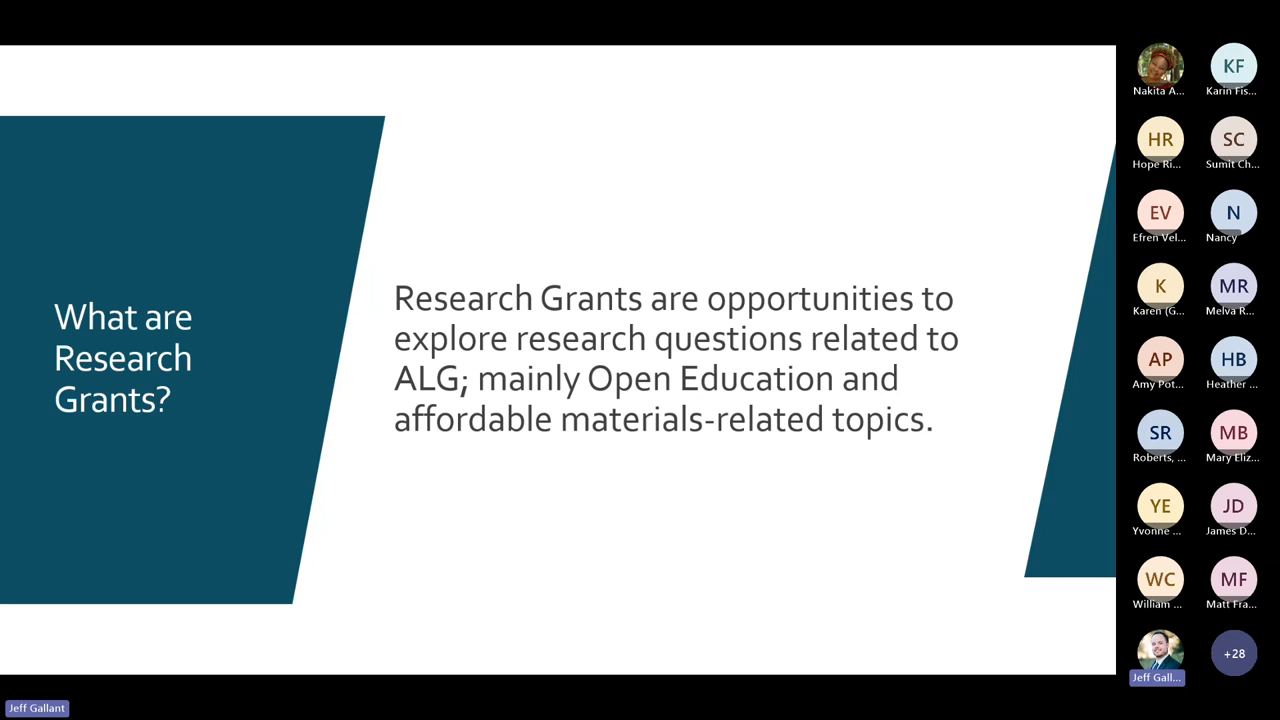 What are
Research
Grants?
Research Grants are opportunities to
explore research questions related to
ALG; mainly Open Education and
affordable materials-related topics.
Nakita A...
KF
Karin Fis...
HR
Hope Ri...
SC
Sumit Ch...
EV
Efren Vel...
N
Nancy
K
Karen (G...
MR
Melva R...
AP
Amy Pot...
HB
Heather ...
SR
Roberts, ...
MB
Mary Eliz...
YE
Yvonne ...
JD
James D...
WC
William ...
MF
Matt Fra...
Jeff Gall...
+28
Jeff Gallant